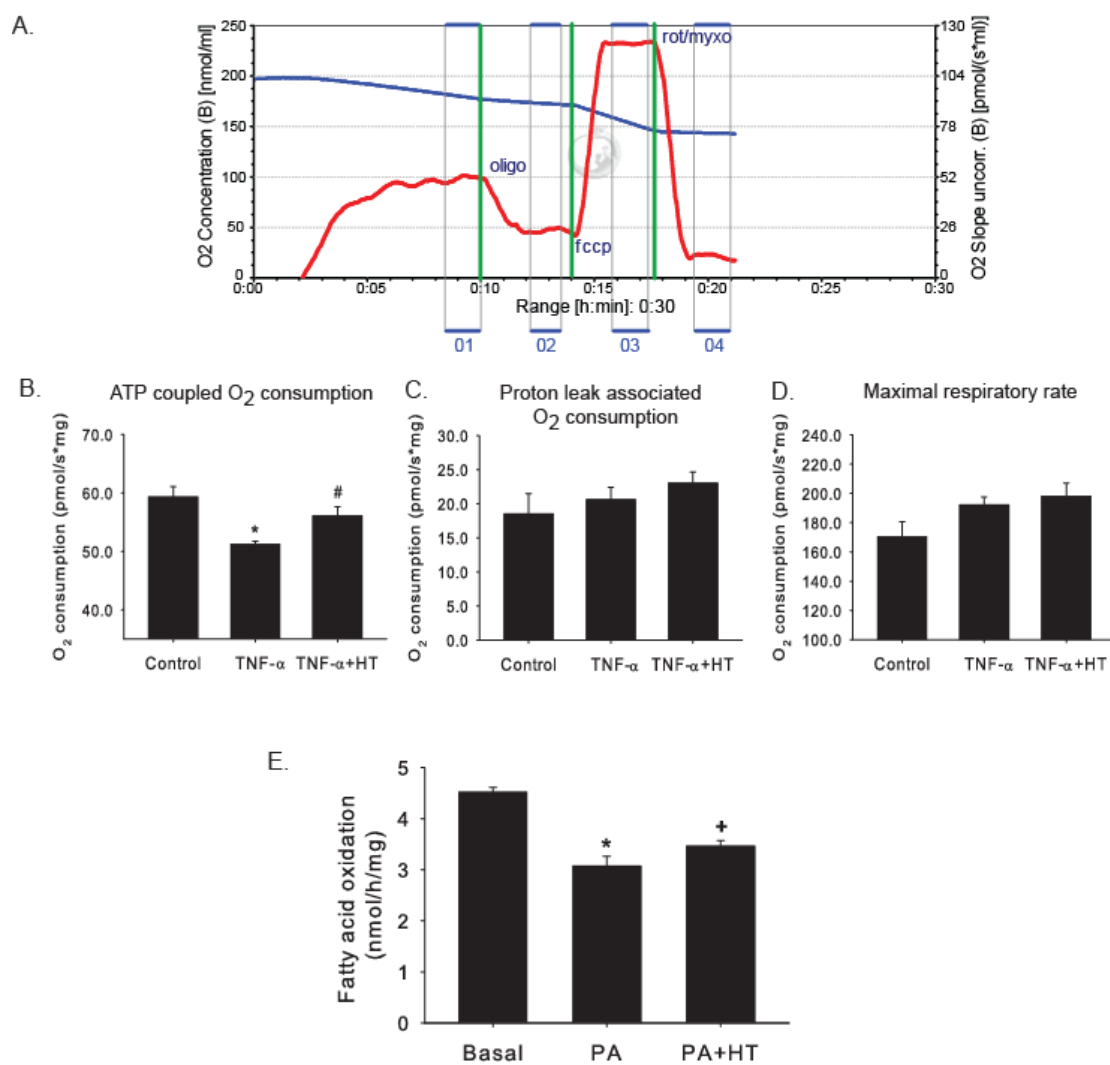 A.
O2 Concentration (B) [nmol/ml]
250
200
150
100
50
0
oligo
fccp
rot/myxo
130
104
78
52
26
0
O2 Slope uncorr. (B) [pmol/(s*ml)]
0:00
0:05
0:10
0:15
0:20
0:25
0:30
Range [h:min]: 0:30
01
02
03
04
B.
ATP coupled O2 consumption
O2 consumption (pmol/s*mg)
70.0
60.0
50.0
40.0
*
#
Control
TNF-α
TNF-α+HT
C.
Proton leak associated
O2 consumption
O2 consumption (pmol/s*mg)
30.0
25.0
20.0
15.0
10.0
5.0
0.0
Control
TNF-α
TNF-α+HT
D.
Maximal respiratory rate
O2 consumption (pmol/s*mg)
240.0
220.0
200.0
180.0
160.0
140.0
120.0
100.0
Control
TNF-α
TNF-α+HT
E.
Fatty acid oxidation
(nmol/h/mg)
5
4
3
2
1
0
*
+
Basal
PA
PA+HT